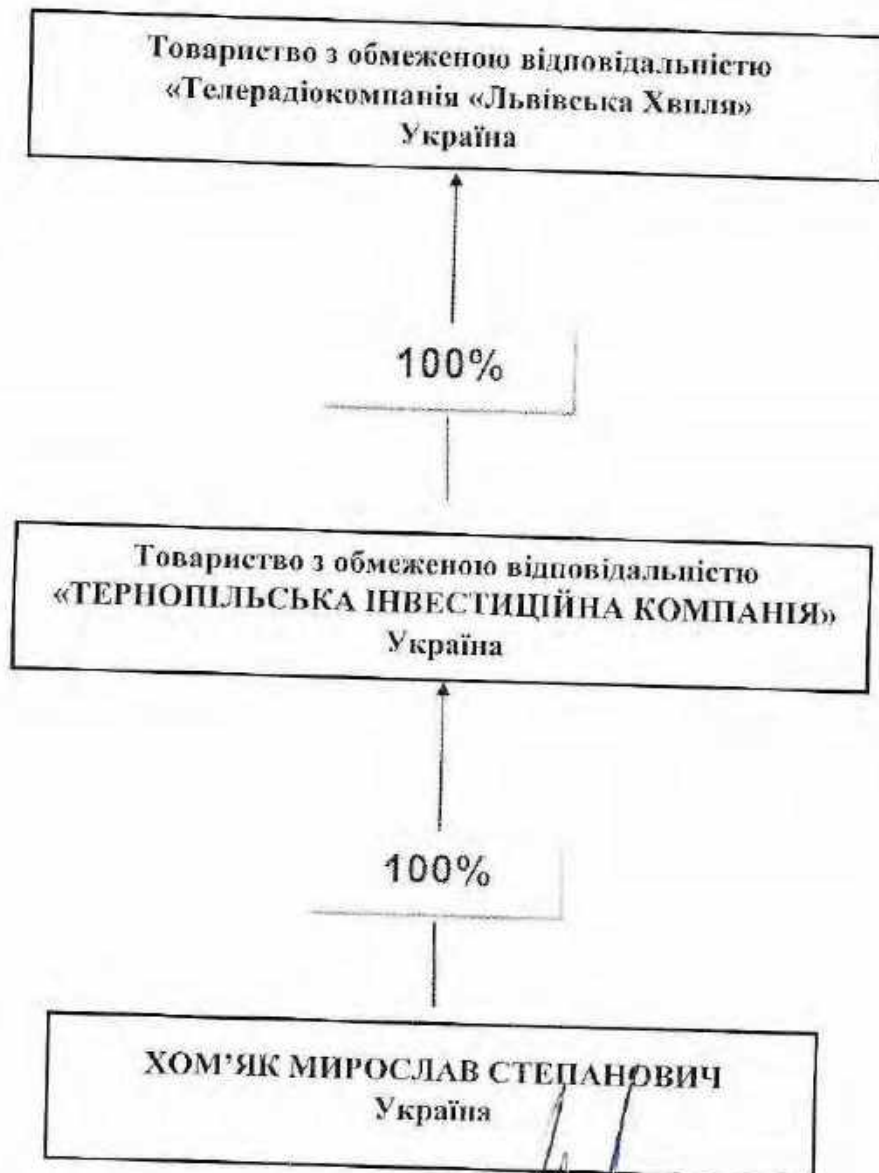 Товариство з обмеженою відповідальністю
«Телерадіокомпанія «Львівська Хвиля»
Україна
100%
Товариство з обмеженою відповідальністю
«ТЕРНОПІЛЬСЬКА ІНВЕСТИЦІЙНА КОМПАНІЯ»
Україна
100%
ХОМ'ЯК МИРОСЛАВ СТЕПАНОВИЧ
Україна